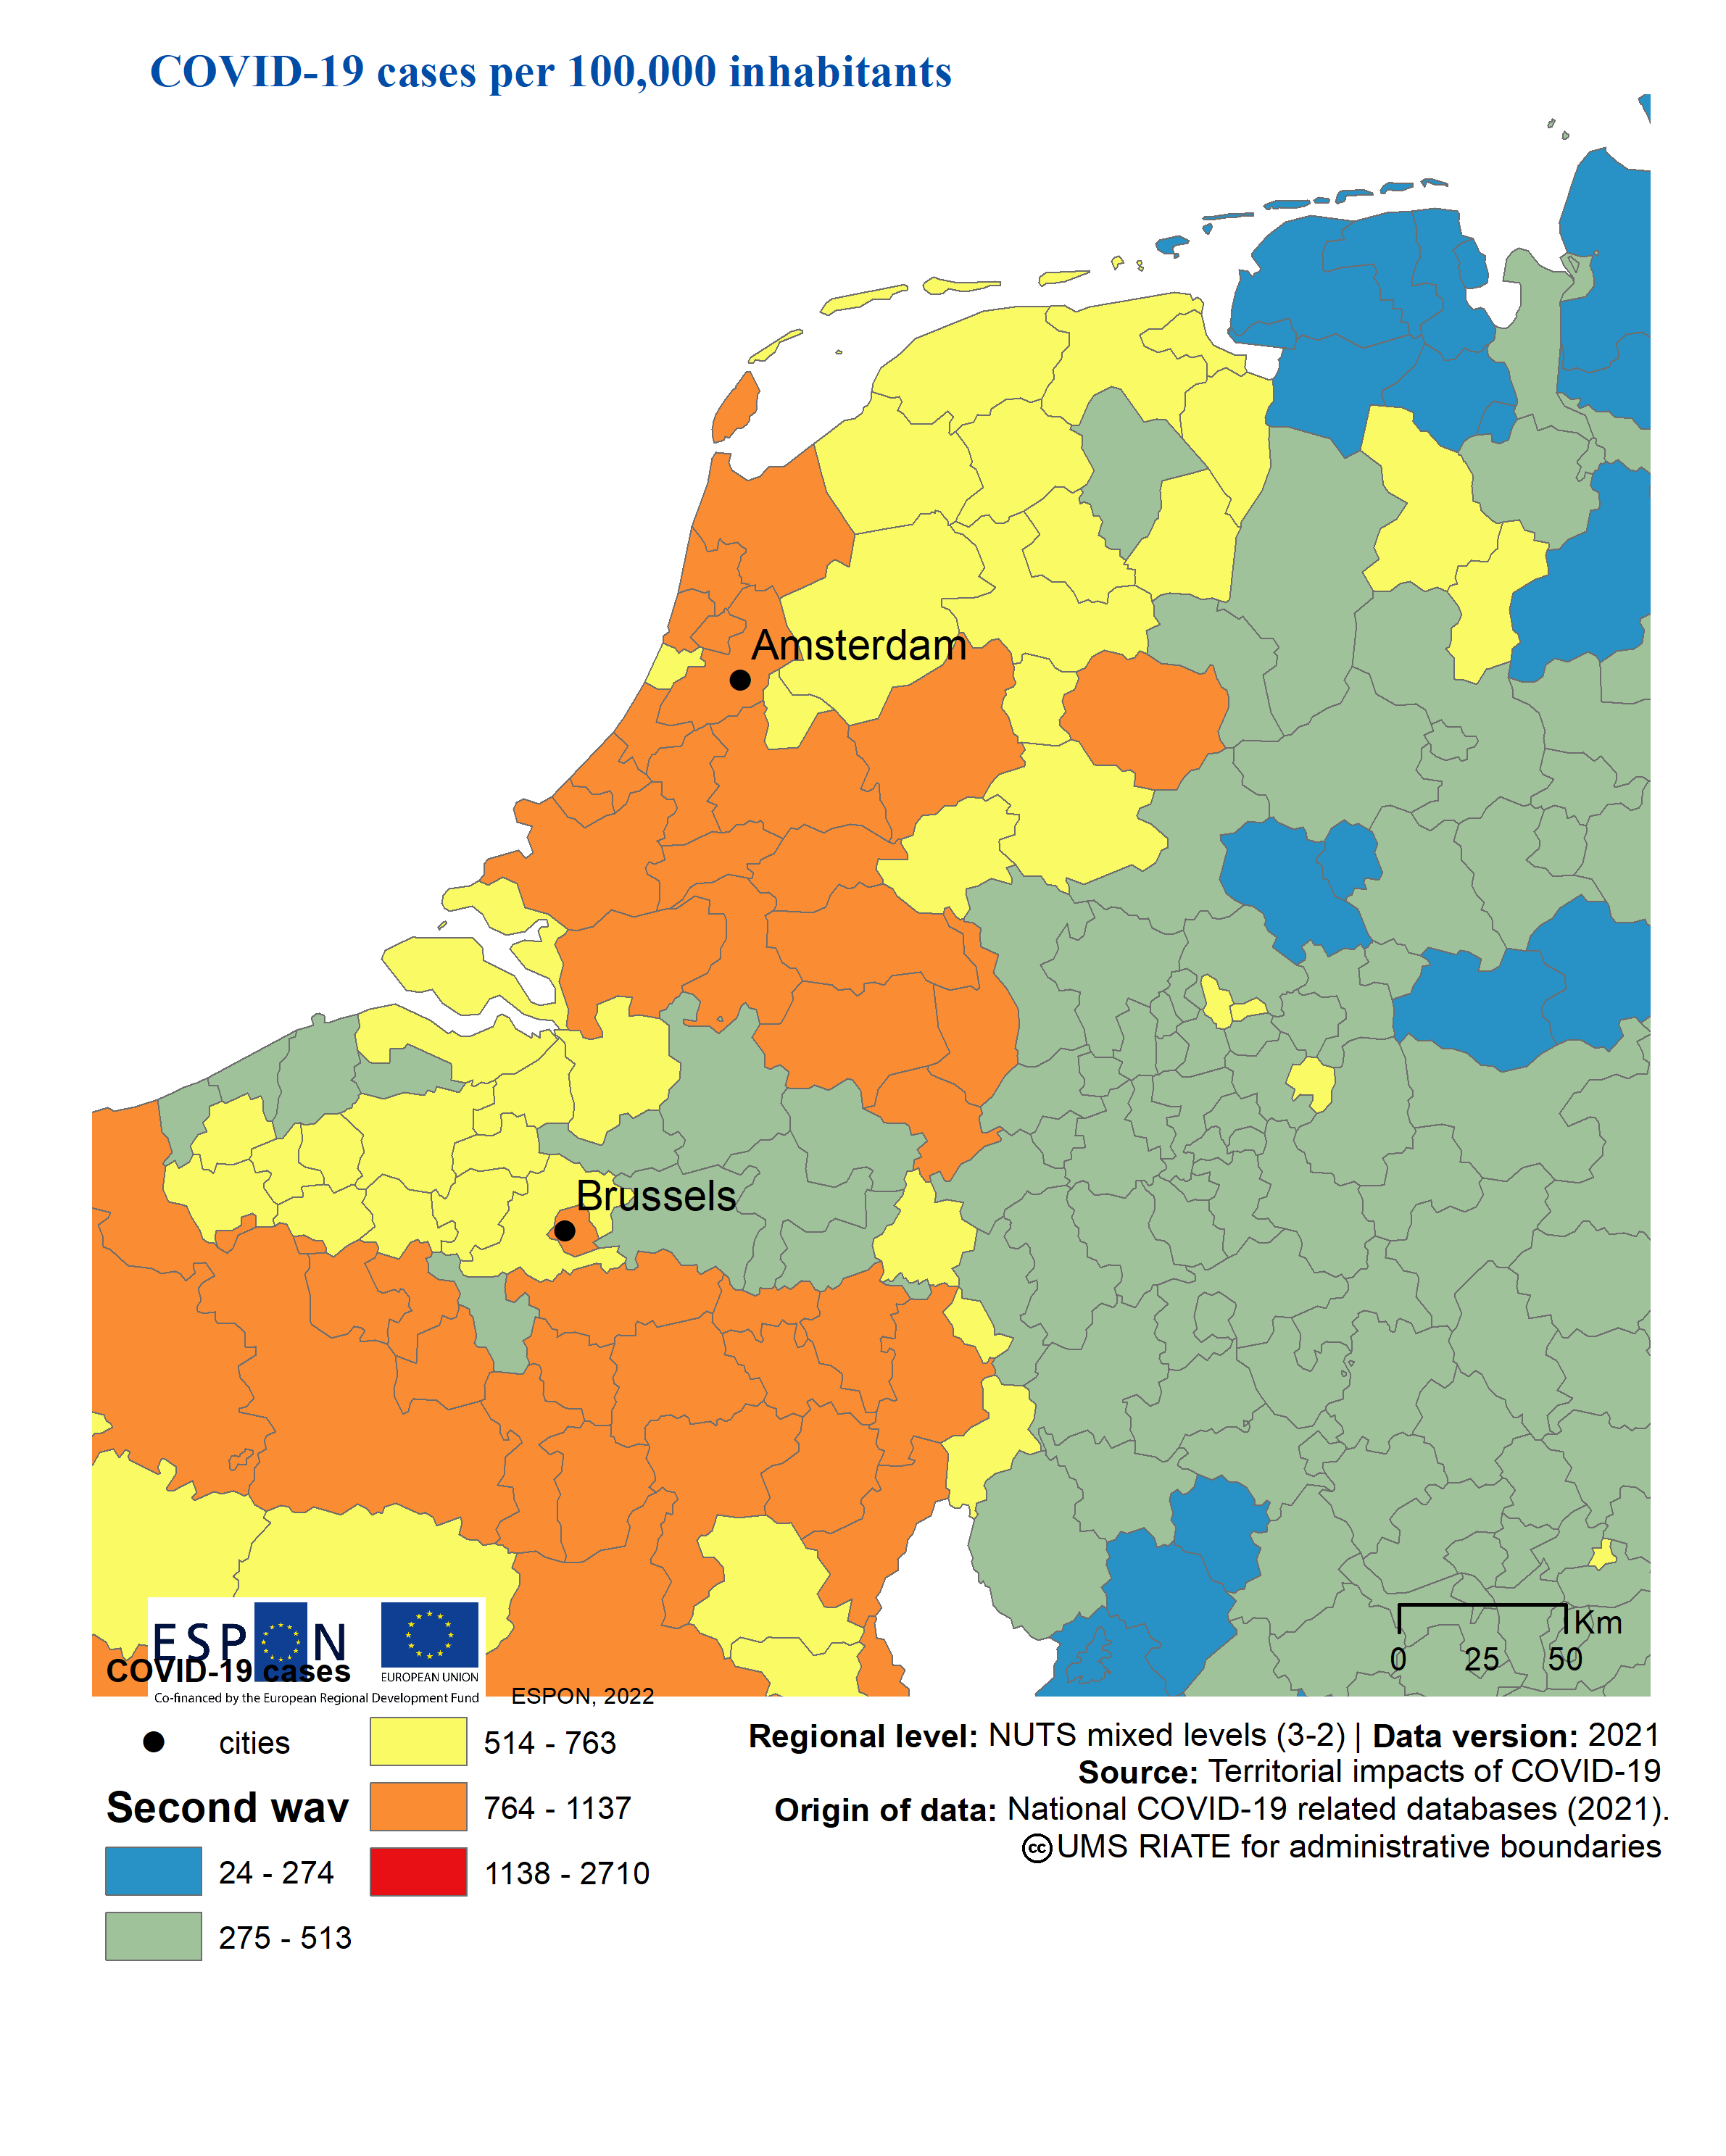 COVID-19 cases per 100,000 inhabitants
Amsterdam
Brussels
Km
0 25 50
ESPON
EUROPEAN UNION
COVID-19 cases
Co-financed by the European Regional Development Fund
ESPON, 2022
cities
514 - 763
Second wav
764 - 1137
24 - 274
1138 - 2710
275 - 513
Regional level: NUTS mixed levels (3-2) | Data version: 2021
Source: Territorial impacts of COVID-19
Origin of data: National COVID-19 related databases (2021).
cc UMS RIATE for administrative boundaries